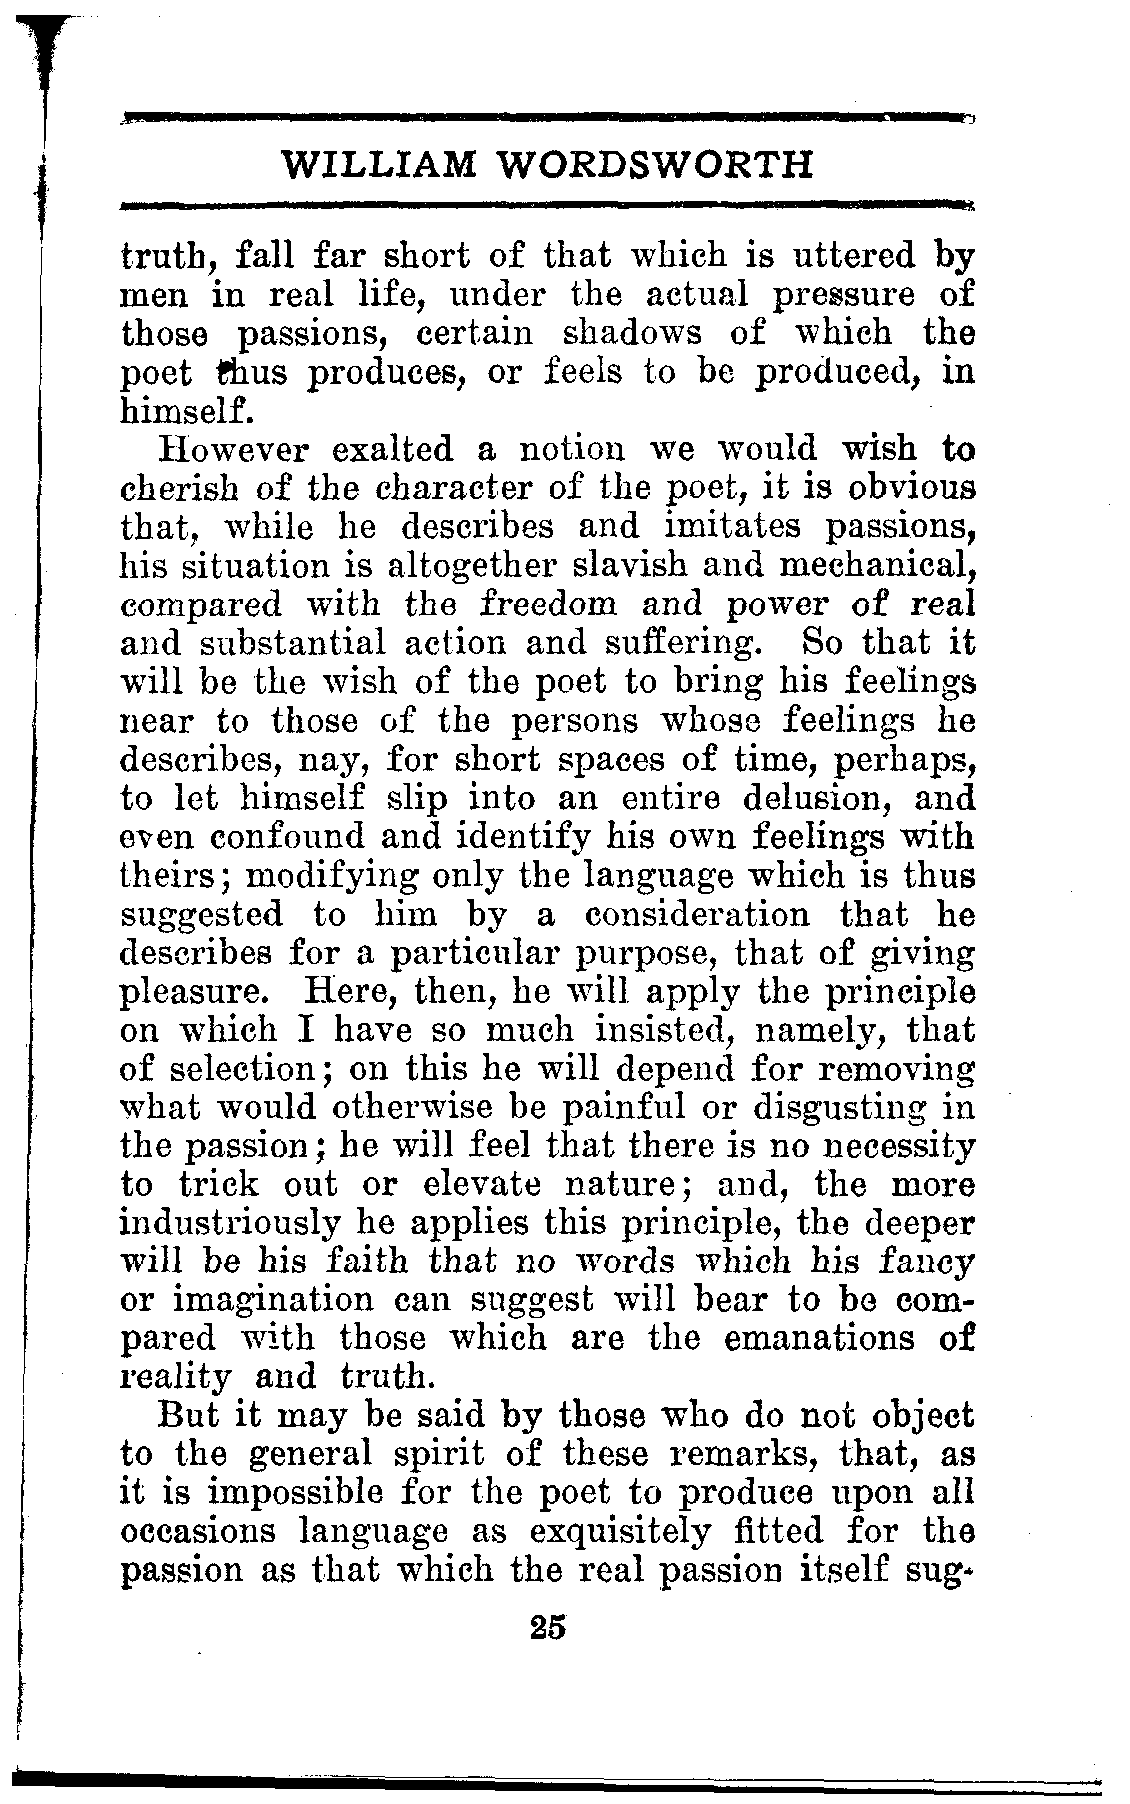 WILLIAM WORDSWORTH
truth, fall far short of that which is uttered by
men in real life, under the actual pressure of
those passions, certain shadows of which the
poet thus produces, or feels to be produced, in
himself.
However exalted a notion we would wish to
cherish of the character of the poet, it is obvious
that, while he describes and imitates passions,
his situation is altogether slavish and mechanical,
compared with the freedom and power of real
and substantial action and suffering. So that it
will be the wish of the poet to bring his feelings
near to those of the persons whose feelings he
describes, nay, for short spaces of time, perhaps,
to let himself slip into an entire delusion, and
even confound and identify his own feelings with
theirs; modifying only the language which is thus
suggested to him by a consideration that he
describes for a particular purpose, that of giving
pleasure. Here, then, he will apply the principle
on which I have so much insisted, namely, that
of selection; on this he will depend for removing
what would otherwise be painful or disgusting in
the passion; he will feel that there is no necessity
to trick out or elevate nature; and, the more
industriously he applies this principle, the deeper
will be his faith that no words which his fancy
or imagination can suggest will bear to be com-
pared with those which are the emanations of
reality and truth.
But it may be said by those who do not object
to the general spirit of these remarks, that, as
it is impossible for the poet to produce upon all
occasions language as exquisitely fitted for the
passion as that which the real passion itself sug-
25